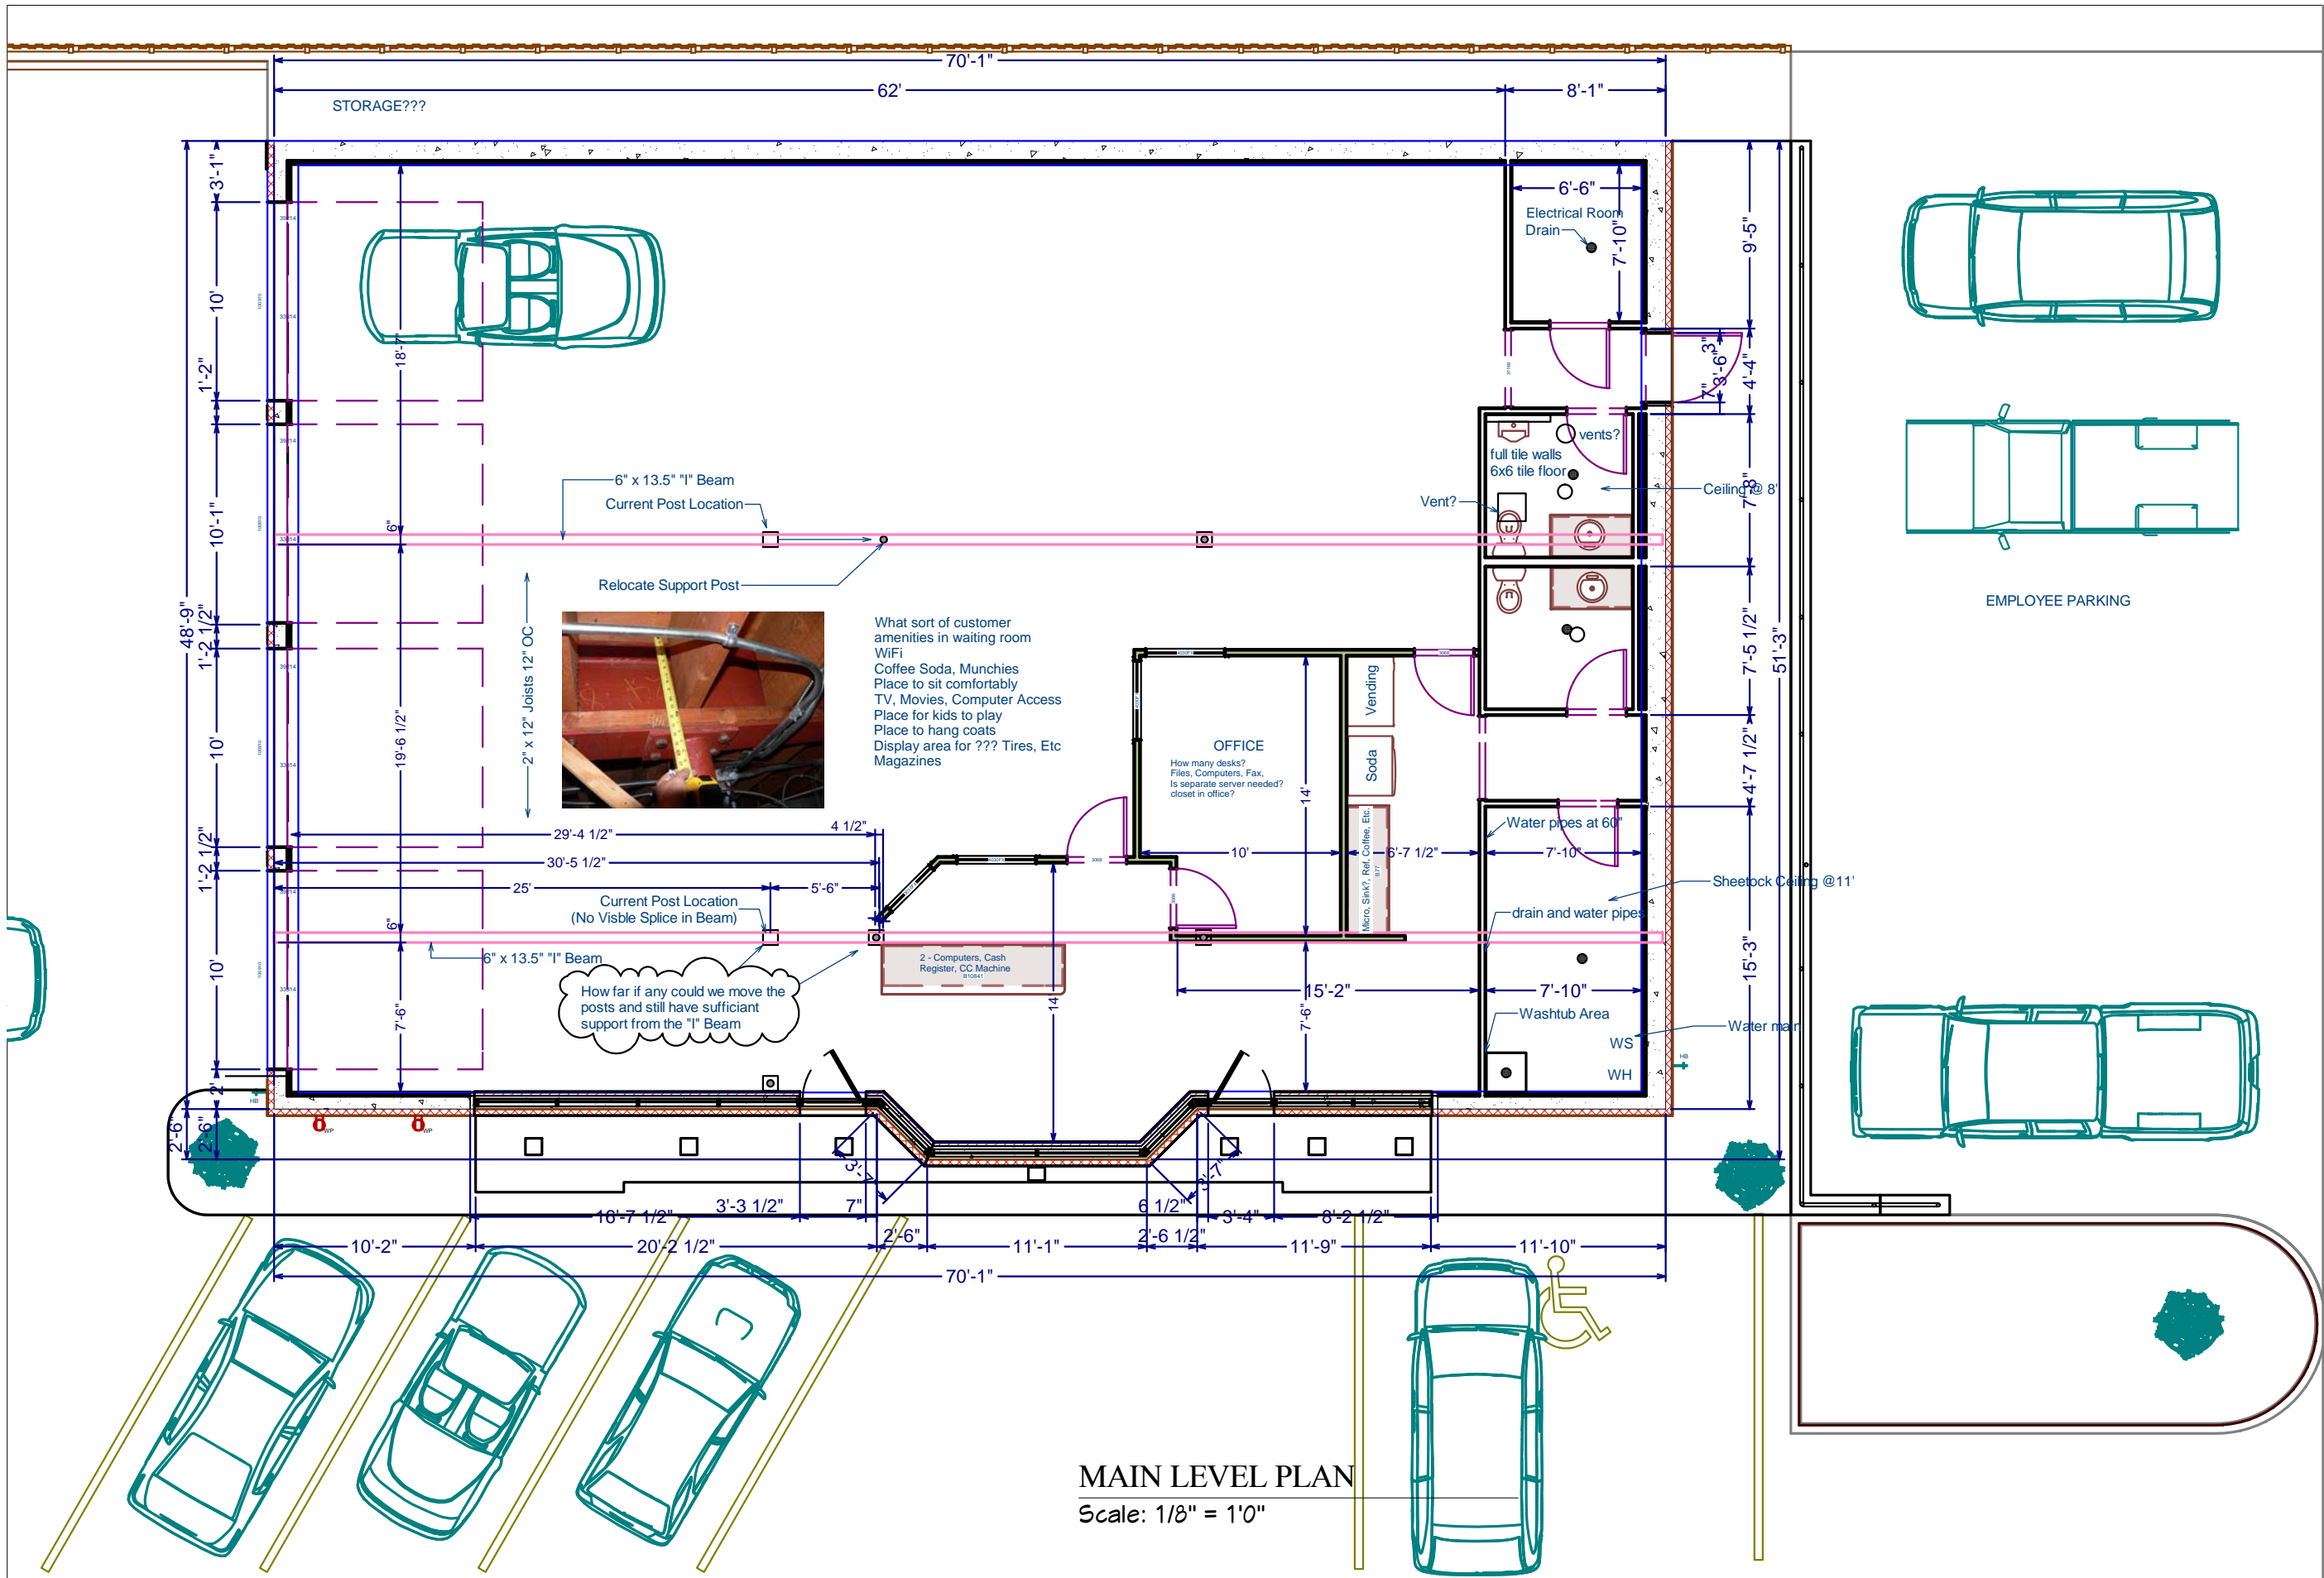 70'-1"
62'
8'-1"
STORAGE???
3'-1"
10'
1'-2"
10'-1"
1'-2 1/2"
10'
1'-2 1/2"
10'
2'
2'-6"
2'-6"
48'-9"
18'-7"
6"
19'-6 1/2"
6"
7'-6"
6'-6"
Electrical Room
Drain
7'-10"
9'-5"
3"
3'-6"
7"
4'-4"
vents?
full tile walls
6x6 tile floor
Vent?
Ceiling @ 8'
7'-8"
7'-5 1/2"
51'-3"
4'-7 1/2"
15'-3"
6" x 13.5" "I" Beam
Current Post Location
Relocate Support Post
2" x 12" Joists 12" OC
What sort of customer
amenities in waiting room
WiFi
Coffee Soda, Munchies
Place to sit comfortably
TV, Movies, Computer Access
Place for kids to play
Place to hang coats
Display area for ??? Tires, Etc
Magazines
EMPLOYEE PARKING
OFFICE
How many desks?
Files, Computers, Fax,
Is separate server needed?
closet in office?
14'
Vending
Soda
Micro, Sink?, Ref, Coffee, Etc.
B77
10'
6'-7 1/2"
7'-10"
Water pipes at 60"
Sheetock Ceiling @11'
drain and water pipes
29'-4 1/2"
4 1/2"
30'-5 1/2"
25'
5'-6"
Current Post Location
(No Visble Splice in Beam)
6" x 13.5" "I" Beam
How far if any could we move the
posts and still have sufficiant
support from the "I" Beam
2 - Computers, Cash
Register, CC Machine
14'
15'-2"
7'-6"
7'-10"
Washtub Area
WS
Water main
WH
HB
HB
WP
WP
3'-7"
3'-7"
16'-7 1/2"
3'-3 1/2"
7"
6 1/2"
3'-4"
8'-2 1/2"
10'-2"
20'-2 1/2"
2'-6"
11'-1"
2'-6 1/2"
11'-9"
11'-10"
70'-1"
MAIN LEVEL PLAN
Scale: 1/8" = 1'0"